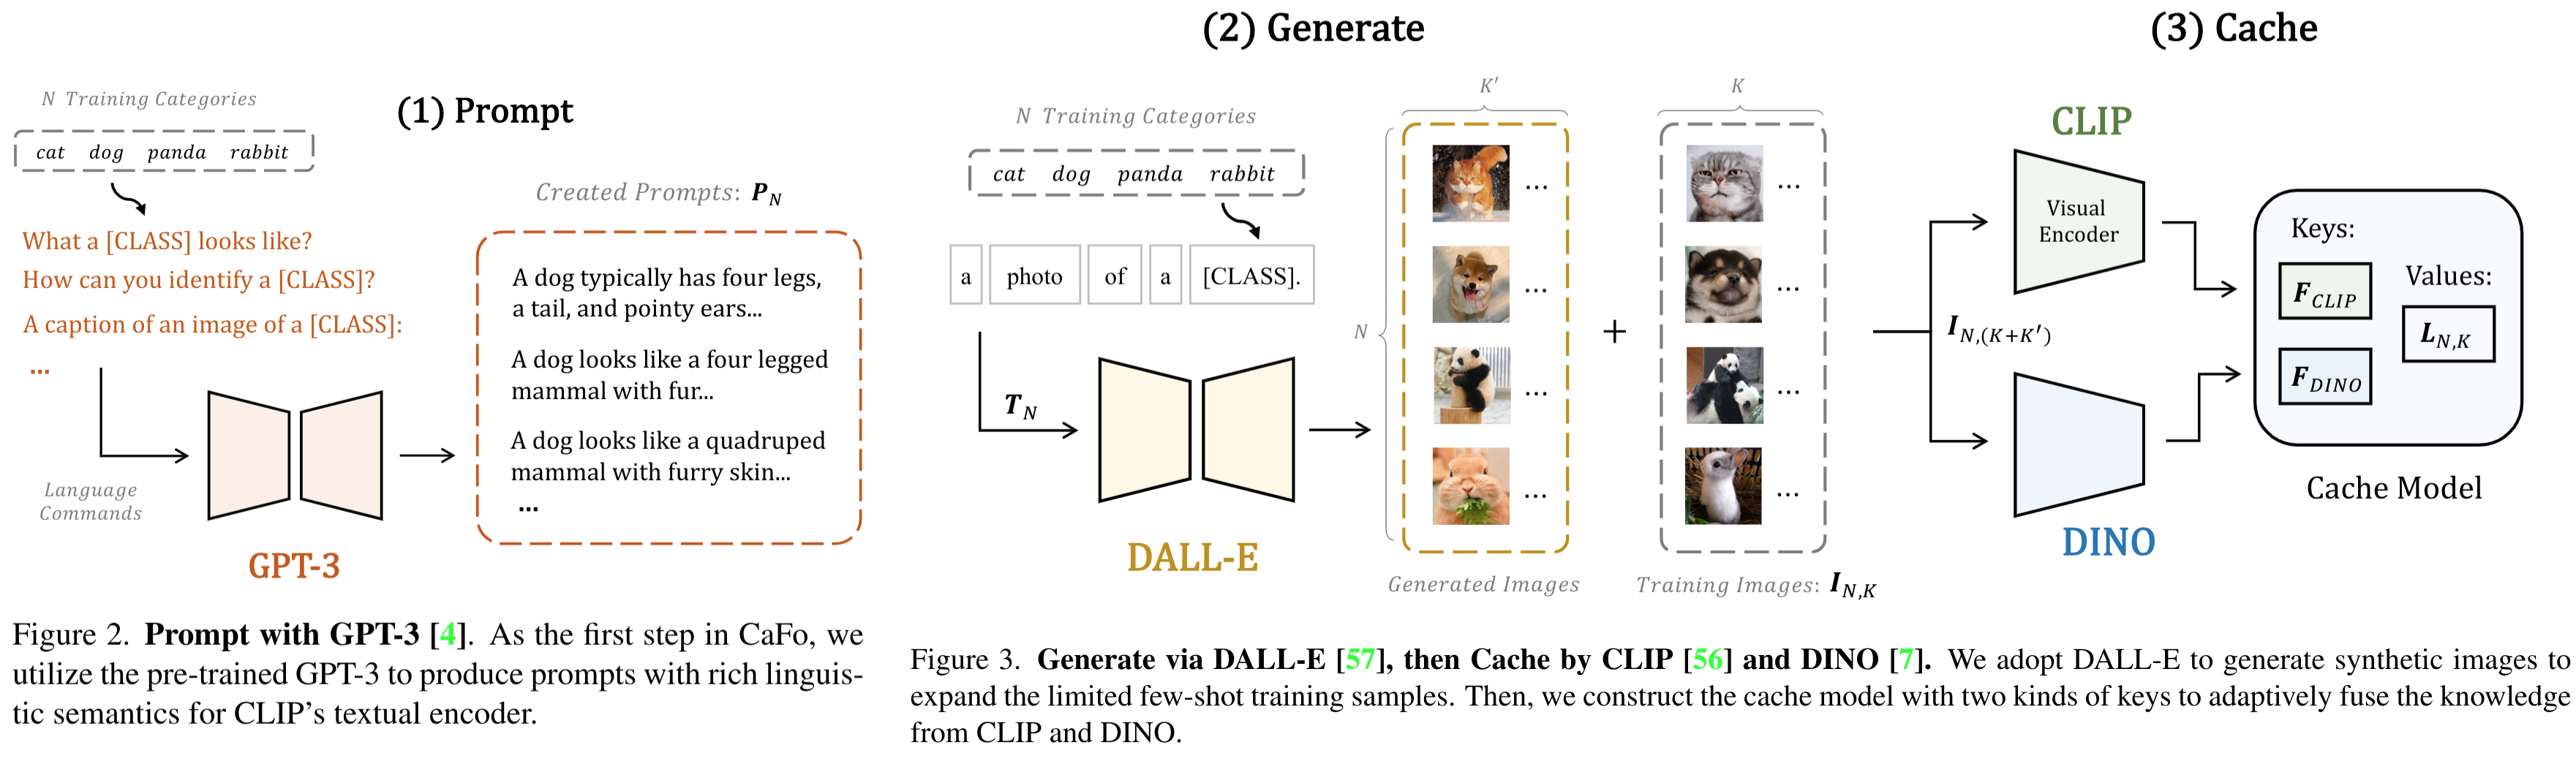 (1) Prompt
N Training Categories
cat dog panda rabbit
What a [CLASS] looks like?
How can you identify a [CLASS]?
A caption of an image of a [CLASS]:
...
Language
Commands
GPT-3
Created Prompts: P_N
A dog typically has four legs,
a tail, and pointy ears...
A dog looks like a four legged
mammal with fur...
A dog looks like a quadruped
mammal with furry skin...
...
Figure 2. Prompt with GPT-3 [4]. As the first step in CaFo, we
utilize the pre-trained GPT-3 to produce prompts with rich linguis-
tic semantics for CLIP's textual encoder.
(2) Generate
N Training Categories
cat dog panda rabbit
a photo of a [CLASS].
T_N
DALL-E
K′
N
...
...
...
...
Generated Images
+
K
...
...
...
...
Training Images: I_{N,K}
(3) Cache
I_{N,(K+K′)}
CLIP
Visual
Encoder
DINO
Keys:
F_{CLIP}
F_{DINO}
Values:
L_{N,K}
Cache Model
Figure 3. Generate via DALL-E [57], then Cache by CLIP [56] and DINO [7]. We adopt DALL-E to generate synthetic images to
expand the limited few-shot training samples. Then, we construct the cache model with two kinds of keys to adaptively fuse the knowledge
from CLIP and DINO.